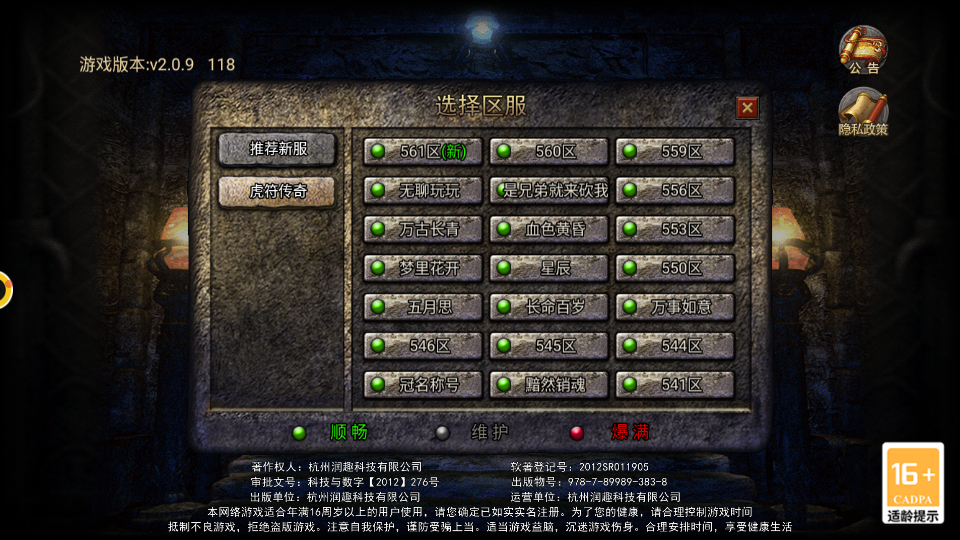 游戏版本:v2.0.9 118
公告
隐私政策
选择区服
推荐新服
虎符传奇
561区(新) 560区 559区
无聊玩玩 是兄弟就来砍我 556区
万古长青 血色黄昏 553区
梦里花开 星辰 550区
五月思 长命百岁 万事如意
546区 545区 544区
冠名称号 黯然销魂 541区
顺畅 维护 爆满
著作权人：杭州润趣科技有限公司 软著登记号：2012SR011905
审批文号：科技与数字【2012】276号 出版物号：978-7-89989-383-8
出版单位：杭州润趣科技有限公司 运营单位：杭州润趣科技有限公司
本网络游戏适合年满16周岁以上的用户使用，请您确定已如实实名注册。为了您的健康，请合理控制游戏时间
抵制不良游戏，拒绝盗版游戏。注意自我保护，谨防受骗上当。适当游戏益脑，沉迷游戏伤身。合理安排时间，享受健康生活
16+
CADPA
适龄提示